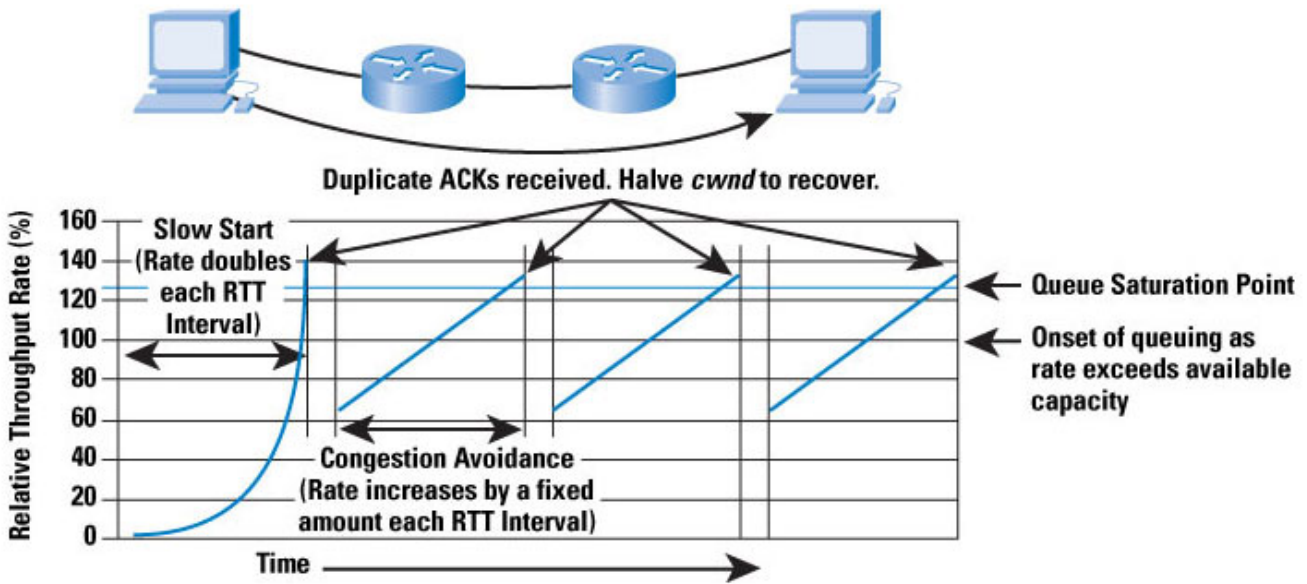 Duplicate ACKs received. Halve cwnd to recover.
Relative Throughput Rate (%)
160
140
120
100
80
60
40
20
0
Slow Start
(Rate doubles
each RTT
Interval)
Queue Saturation Point
Onset of queuing as
rate exceeds available
capacity
Congestion Avoidance
(Rate increases by a fixed
amount each RTT Interval)
Time